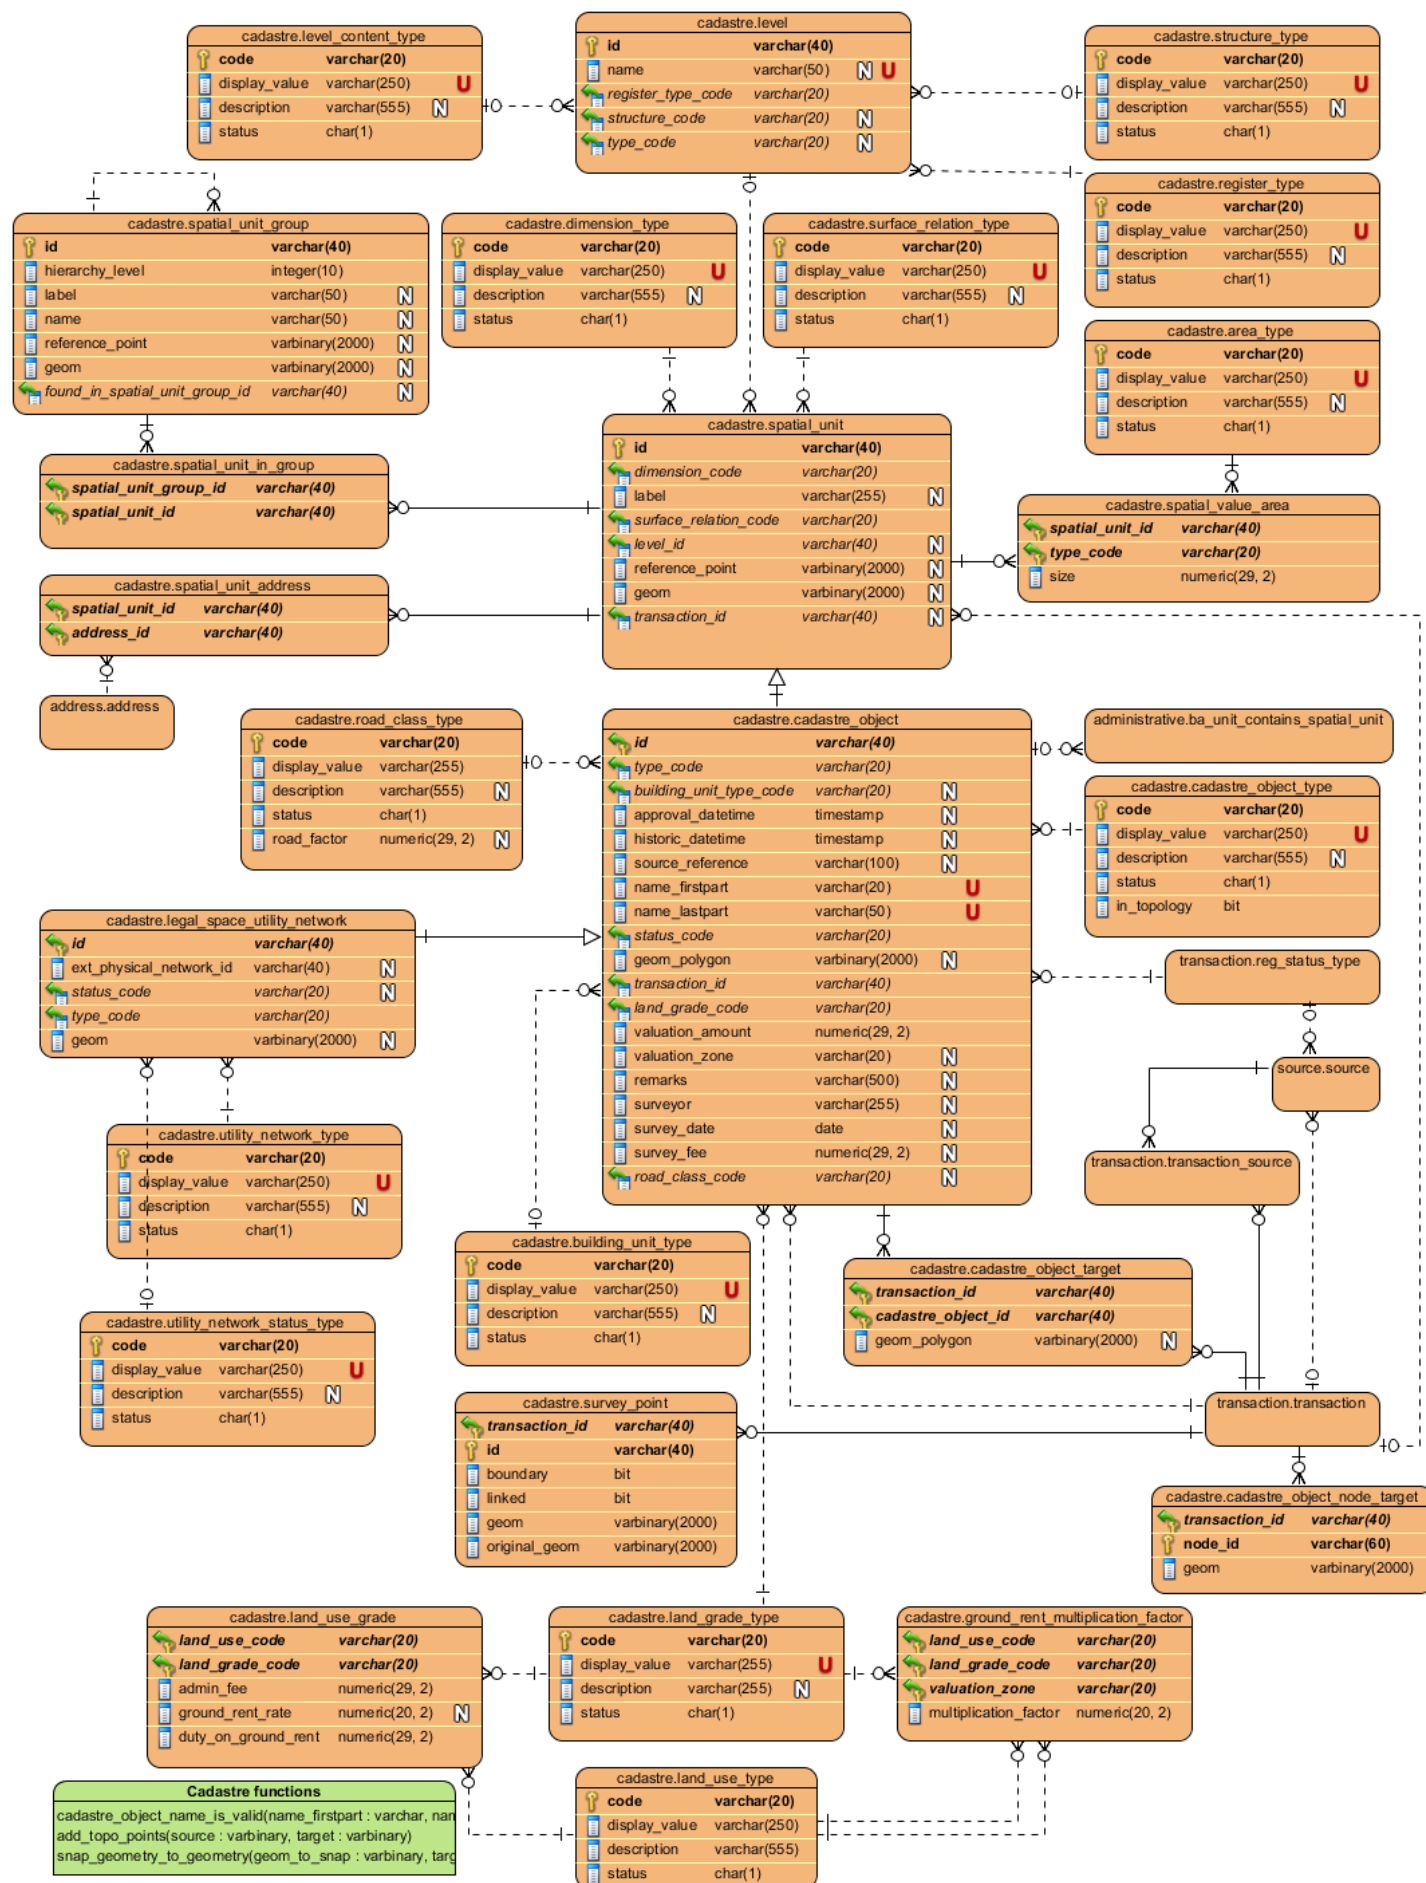 cadastre.level
id varchar(40)
name varchar(50) N U
register_type_code varchar(20)
structure_code varchar(20) N
type_code varchar(20) N
cadastre.level_content_type
code varchar(20)
display_value varchar(250) U
description varchar(555) N
status char(1)
cadastre.structure_type
code varchar(20)
display_value varchar(250) U
description varchar(555) N
status char(1)
cadastre.register_type
code varchar(20)
display_value varchar(250) U
description varchar(555) N
status char(1)
cadastre.spatial_unit_group
id varchar(40)
hierarchy_level integer(10)
label varchar(50) N
name varchar(50) N
reference_point varbinary(2000) N
geom varbinary(2000) N
found_in_spatial_unit_group_id varchar(40) N
cadastre.dimension_type
code varchar(20)
display_value varchar(250) U
description varchar(555) N
status char(1)
cadastre.surface_relation_type
code varchar(20)
display_value varchar(250) U
description varchar(555) N
status char(1)
cadastre.area_type
code varchar(20)
display_value varchar(250) U
description varchar(555) N
status char(1)
cadastre.spatial_unit
id varchar(40)
dimension_code varchar(20)
label varchar(255) N
surface_relation_code varchar(20)
level_id varchar(40) N
reference_point varbinary(2000) N
geom varbinary(2000) N
transaction_id varchar(40) N
cadastre.spatial_unit_in_group
spatial_unit_group_id varchar(40)
spatial_unit_id varchar(40)
cadastre.spatial_value_area
spatial_unit_id varchar(40)
type_code varchar(20)
size numeric(29, 2)
cadastre.spatial_unit_address
spatial_unit_id varchar(40)
address_id varchar(40)
address.address
cadastre.road_class_type
code varchar(20)
display_value varchar(255)
description varchar(555) N
status char(1)
road_factor numeric(29, 2) N
cadastre.cadastre_object
id varchar(40)
type_code varchar(20)
building_unit_type_code varchar(20) N
approval_datetime timestamp N
historic_datetime timestamp N
source_reference varchar(100) N
name_firstpart varchar(20) U
name_lastpart varchar(50) U
status_code varchar(20)
geom_polygon varbinary(2000) N
transaction_id varchar(40)
land_grade_code varchar(20)
valuation_amount numeric(29, 2)
valuation_zone varchar(20) N
remarks varchar(500) N
surveyor varchar(255) N
survey_date date N
survey_fee numeric(29, 2) N
road_class_code varchar(20) N
administrative.ba_unit_contains_spatial_unit
cadastre.cadastre_object_type
code varchar(20)
display_value varchar(250) U
description varchar(555) N
status char(1)
in_topology bit
cadastre.legal_space_utility_network
id varchar(40)
ext_physical_network_id varchar(40) N
status_code varchar(20) N
type_code varchar(20)
geom varbinary(2000) N
transaction.reg_status_type
source.source
transaction.transaction_source
cadastre.utility_network_type
code varchar(20)
display_value varchar(250) U
description varchar(555) N
status char(1)
cadastre.building_unit_type
code varchar(20)
display_value varchar(250) U
description varchar(555) N
status char(1)
cadastre.cadastre_object_target
transaction_id varchar(40)
cadastre_object_id varchar(40)
geom_polygon varbinary(2000) N
cadastre.utility_network_status_type
code varchar(20)
display_value varchar(250) U
description varchar(555) N
status char(1)
cadastre.survey_point
transaction_id varchar(40)
id varchar(40)
boundary bit
linked bit
geom varbinary(2000)
original_geom varbinary(2000)
transaction.transaction
cadastre.cadastre_object_node_target
transaction_id varchar(40)
node_id varchar(60)
geom varbinary(2000)
cadastre.land_use_grade
land_use_code varchar(20)
land_grade_code varchar(20)
admin_fee numeric(29, 2)
ground_rent_rate numeric(20, 2) N
duty_on_ground_rent numeric(29, 2)
cadastre.land_grade_type
code varchar(20)
display_value varchar(255) U
description varchar(255) N
status char(1)
cadastre.ground_rent_multiplication_factor
land_use_code varchar(20)
land_grade_code varchar(20)
valuation_zone varchar(20)
multiplication_factor numeric(20, 2)
cadastre.land_use_type
code varchar(20)
display_value varchar(250)
description varchar(555)
status char(1)
Cadastre functions
cadastre_object_name_is_valid(name_firstpart : varchar, nam
add_topo_points(source : varbinary, target : varbinary)
snap_geometry_to_geometry(geom_to_snap : varbinary, targ